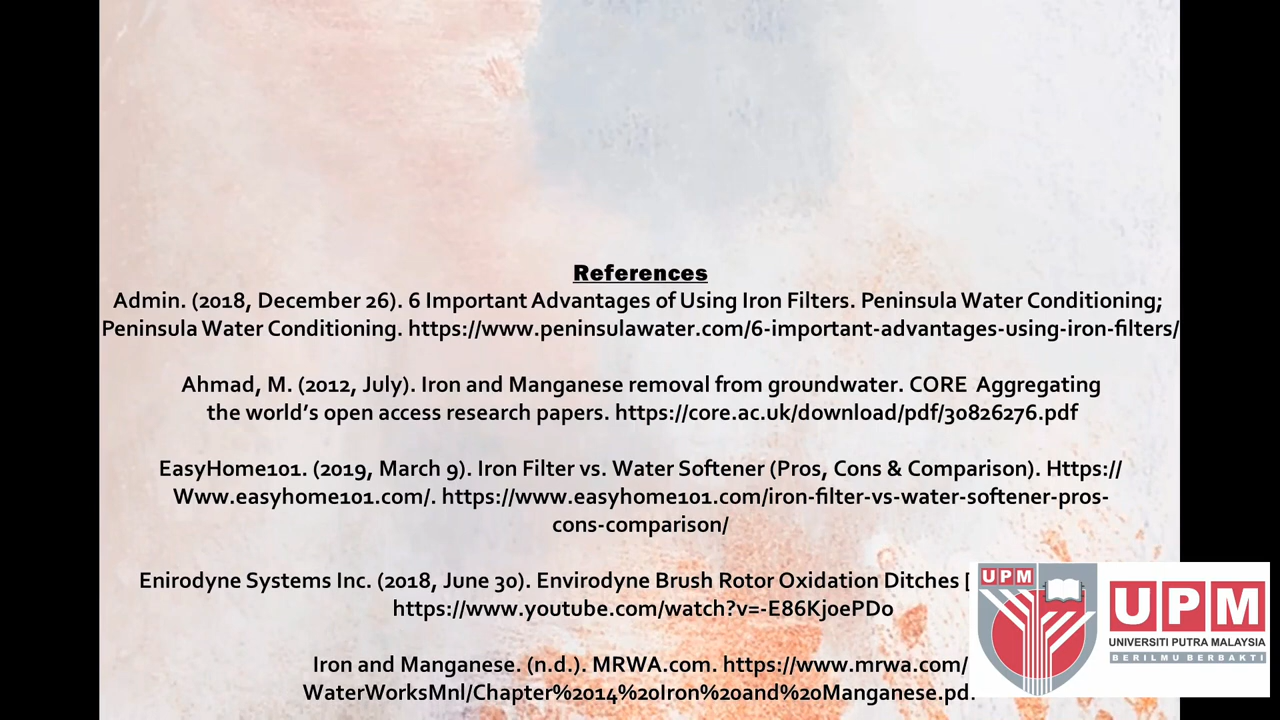 References
Admin. (2018, December 26). 6 Important Advantages of Using Iron Filters. Peninsula Water Conditioning;
Peninsula Water Conditioning. https://www.peninsulawater.com/6-important-advantages-using-iron-filters/
Ahmad, M. (2012, July). Iron and Manganese removal from groundwater. CORE Aggregating
the world's open access research papers. https://core.ac.uk/download/pdf/30826276.pdf
EasyHome101. (2019, March 9). Iron Filter vs. Water Softener (Pros, Cons & Comparison). Https://
Www.easyhome101.com/. https://www.easyhome101.com/iron-filter-vs-water-softener-pros-
cons-comparison/
Enirodyne Systems Inc. (2018, June 30). Envirodyne Brush Rotor Oxidation Ditches [
https://www.youtube.com/watch?v=-E86KjoePDo
Iron and Manganese. (n.d.). MRWA.com. https://www.mrwa.com/
WaterWorksMnl/Chapter%2014%20Iron%20and%20Manganese.pd
UPM
UPM
UNIVERSITI PUTRA MALAYSIA
BERILMU BERBAKTI